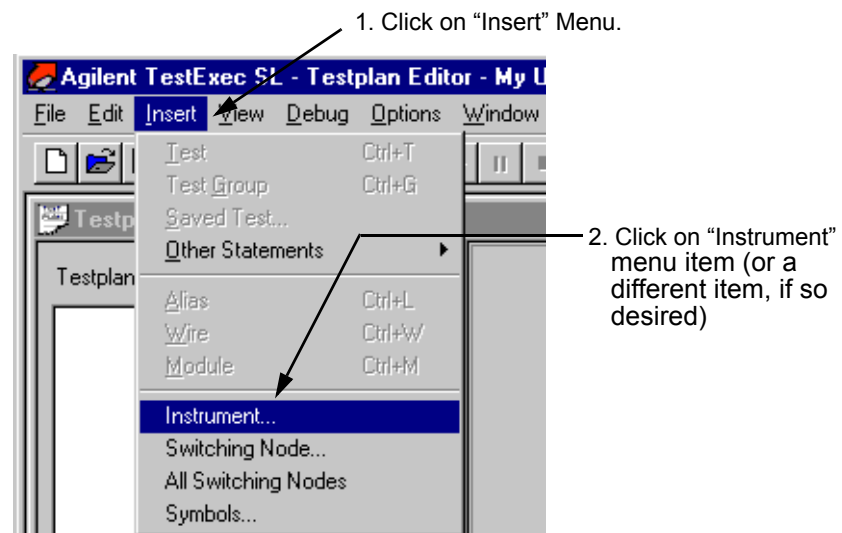 1. Click on “Insert” Menu.
Agilent TestExec SL - Testplan Editor - My U
File Edit Insert View Debug Options Window
Test Ctrl+T
Test Group Ctrl+G
Saved Test...
Other Statements
Testp
Testplan
Alias Ctrl+L
Wire Ctrl+W
Module Ctrl+M
Instrument...
Switching Node...
All Switching Nodes
Symbols...
2. Click on “Instrument”
menu item (or a
different item, if so
desired)